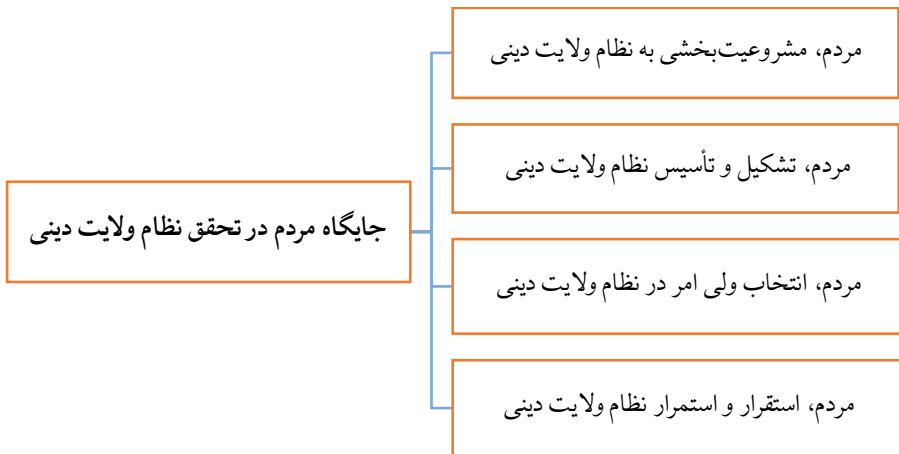 مردم، مشروعیت‌بخشی به نظام ولایت دینی
مردم، تشکیل و تأسیس نظام ولایت دینی
جایگاه مردم در تحقق نظام ولایت دینی
مردم، انتخاب ولی امر در نظام ولایت دینی
مردم، استقرار و استمرار نظام ولایت دینی